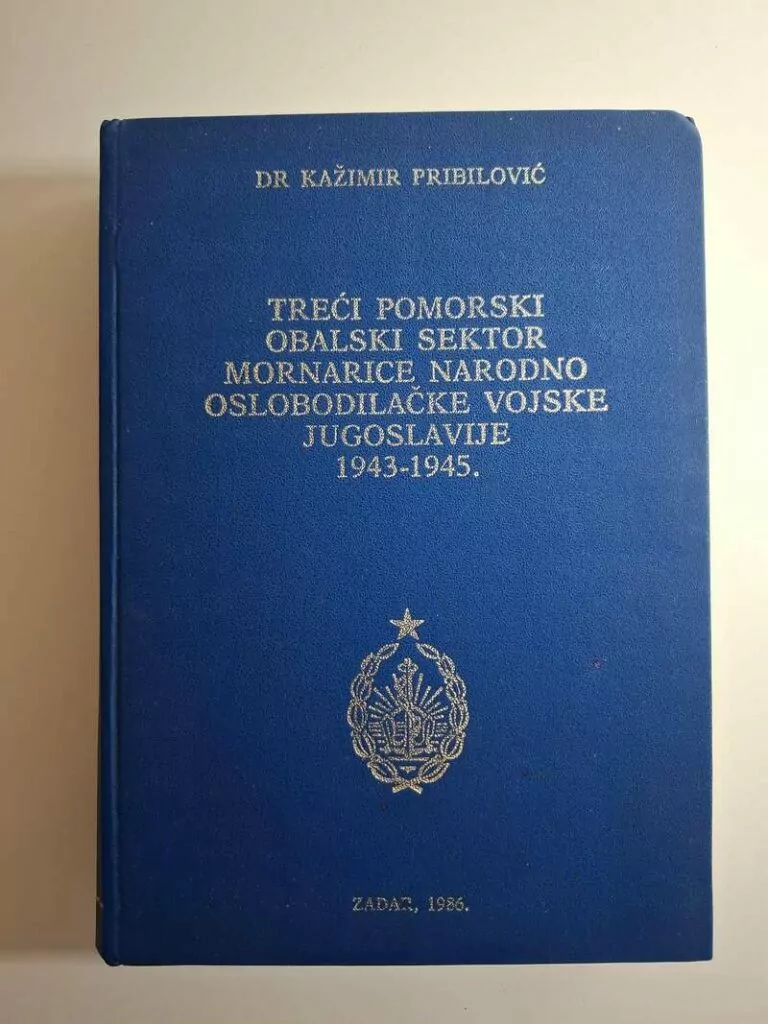 DR KAŽIMIR PRIBILOVIĆ
TREĆI POMORSKI
OBALSKI SEKTOR
MORNARICE NARODNO
OSLOBODILAČKE VOJSKE
JUGOSLAVIJE
1943-1945.
ZADAR, 1986.